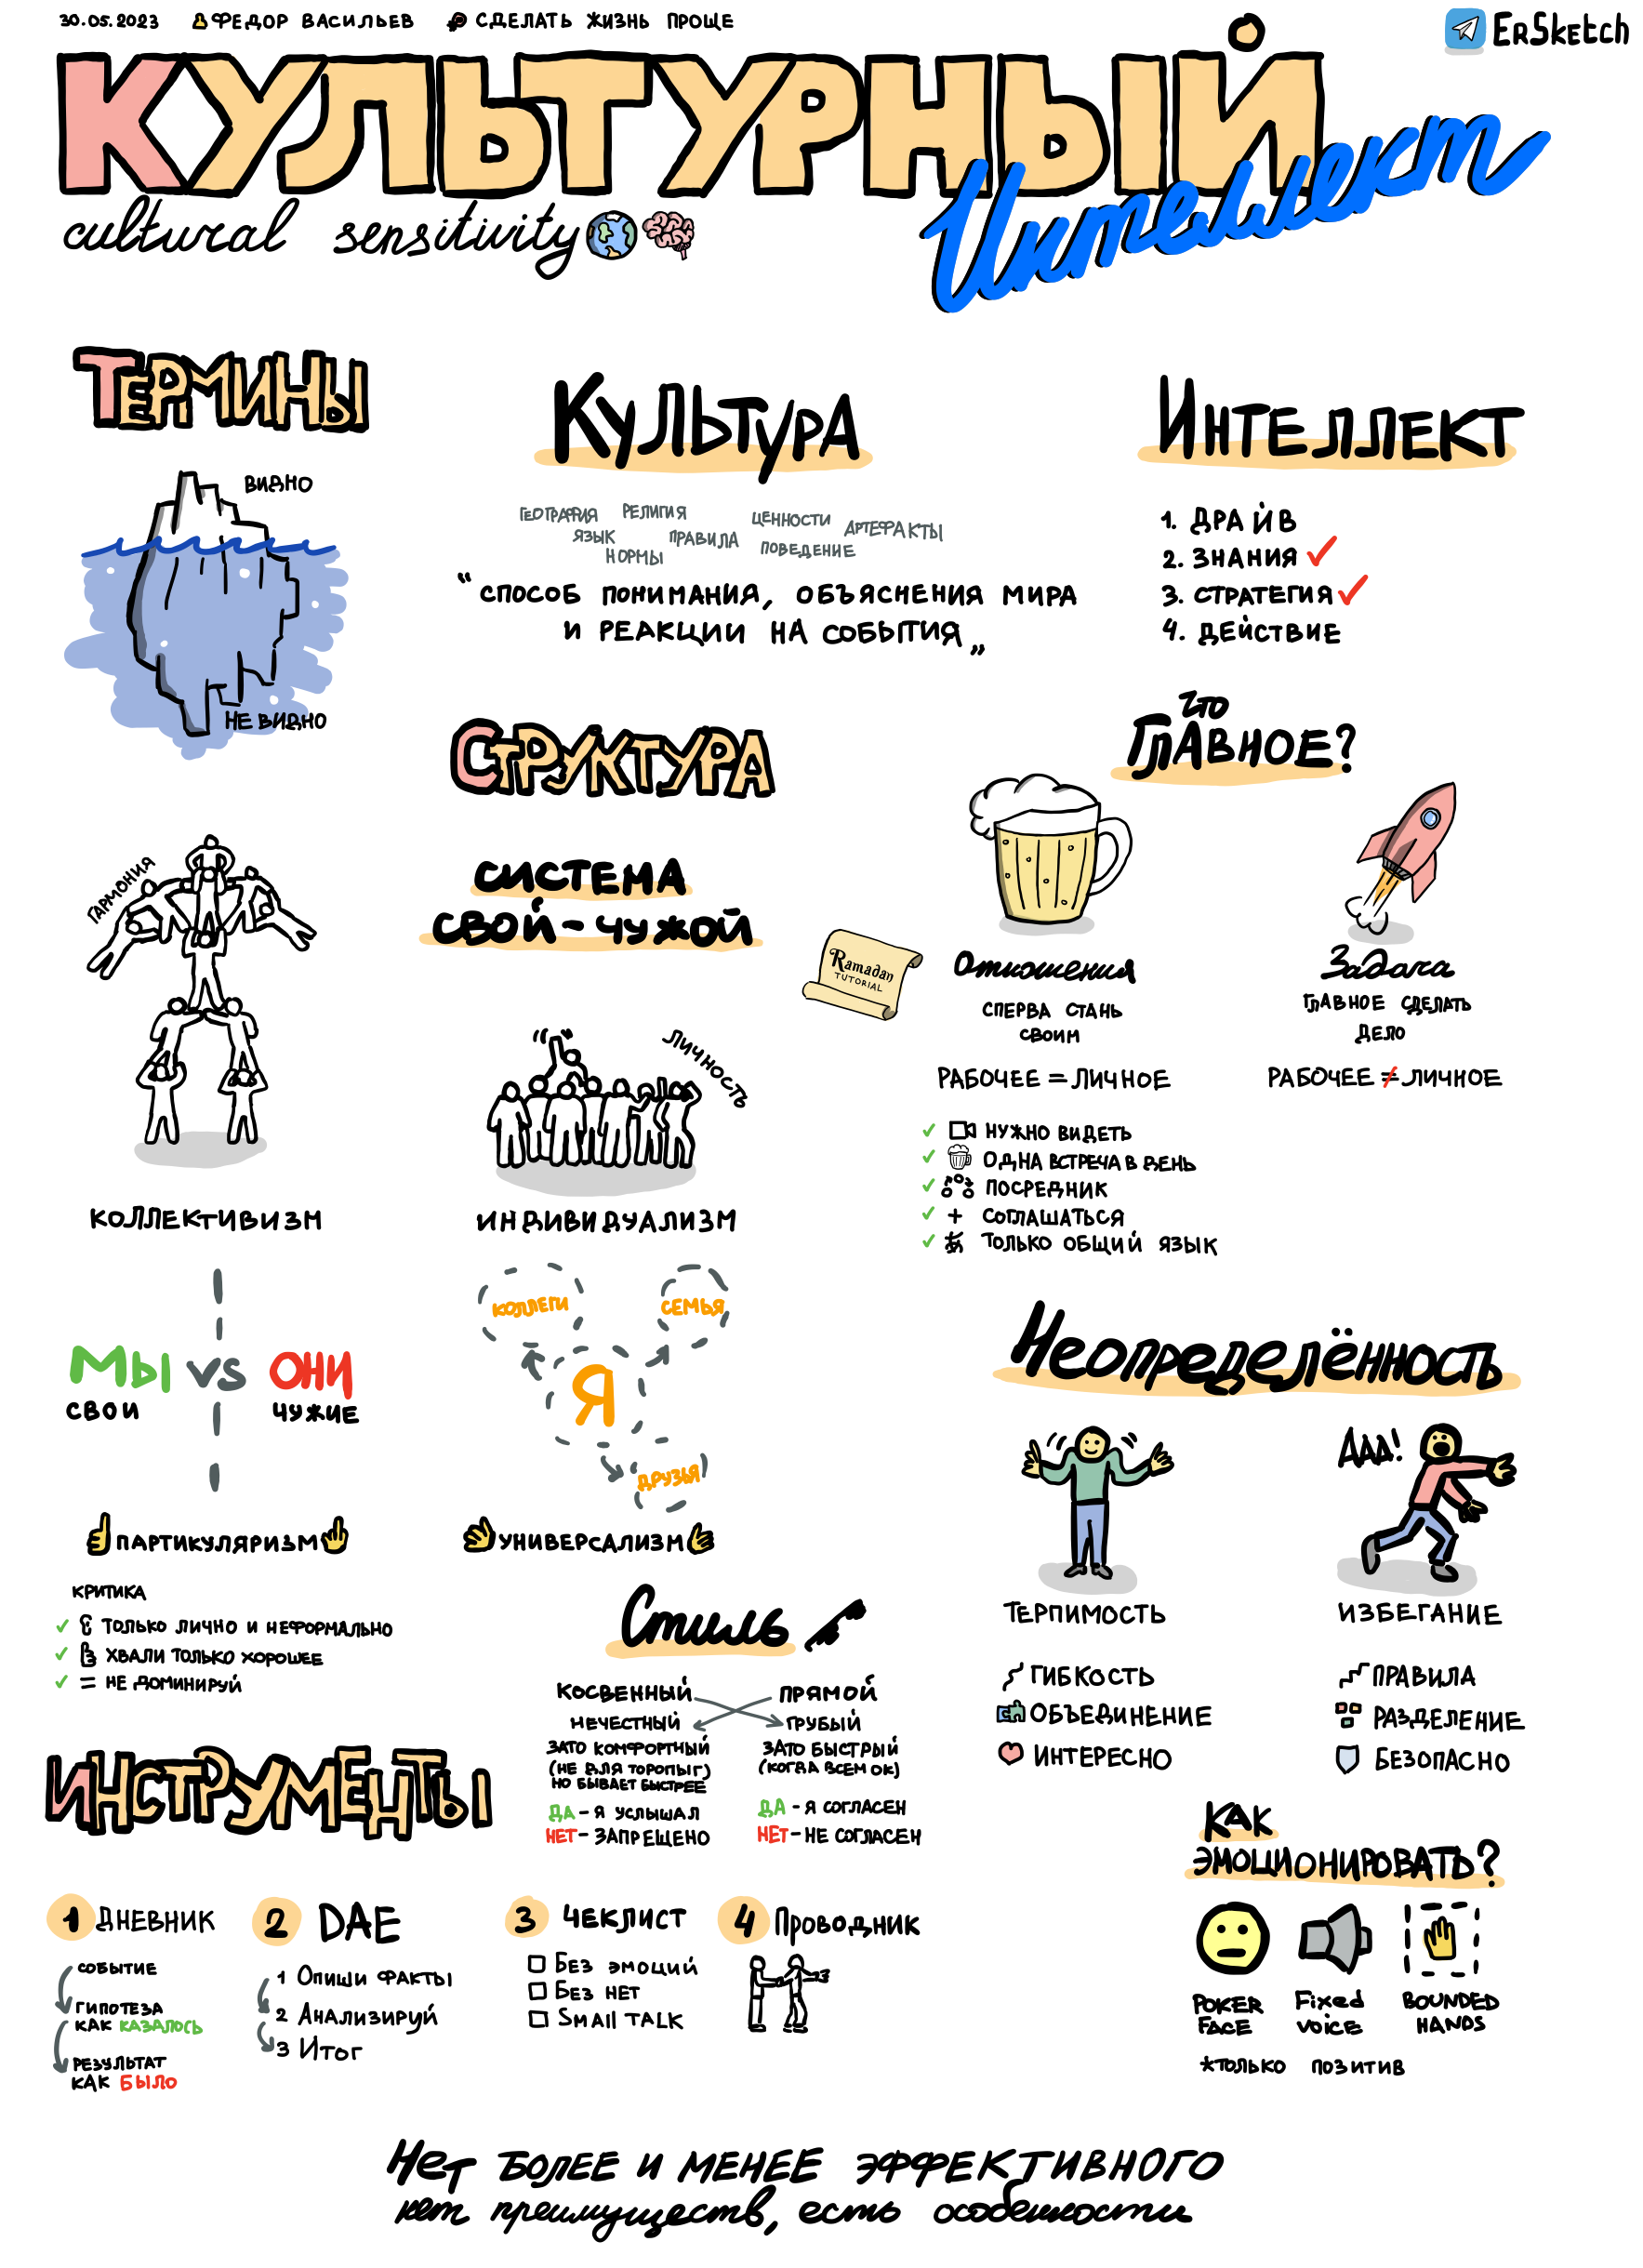 30.05.2023 ФЕДОР ВАСИЛЬЕВ СДЕЛАТЬ ЖИЗНЬ ПРОЩЕ
ERSketch
КУЛЬТУРНЫЙ
Интеллект
cultural sensitivity
ТЕРМИНЫ
ВИДНО
НЕ ВИДНО
КУЛЬТУРА
ГЕОГРАФИЯ РЕЛИГИЯ ЦЕННОСТИ АРТЕФАКТЫ
ЯЗЫК ПРАВИЛА ПОВЕДЕНИЕ
НОРМЫ
“СПОСОБ ПОНИМАНИЯ, ОБЪЯСНЕНИЯ МИРА
И РЕАКЦИИ НА СОБЫТИЯ„
ИНТЕЛЛЕКТ
1. ДРАЙВ
2. ЗНАНИЯ
3. СТРАТЕГИЯ
4. ДЕЙСТВИЕ
СТРУКТУРА
СИСТЕМА
СВОЙ-ЧУЖОЙ
ГАРМОНИЯ
КОЛЛЕКТИВИЗМ
ЛИЧНОСТЬ
ИНДИВИДУАЛИЗМ
МЫ VS ОНИ
СВОИ ЧУЖИЕ
КОЛЛЕГИ
СЕМЬЯ
Я
ДРУЗЬЯ
ПАРТИКУЛЯРИЗМ
УНИВЕРСАЛИЗМ
КРИТИКА
ТОЛЬКО ЛИЧНО И НЕФОРМАЛЬНО
ХВАЛИ ТОЛЬКО ХОРОШЕЕ
= НЕ ДОМИНИРУЙ
ЧТО
ГЛАВНОЕ?
Ramadan
TUTORIAL
Отношения
СПЕРВА СТАНЬ
СВОИМ
РАБОЧЕЕ = ЛИЧНОЕ
Задача
ГЛАВНОЕ СДЕЛАТЬ
ДЕЛО
РАБОЧЕЕ ≠ ЛИЧНОЕ
НУЖНО ВИДЕТЬ
ОДНА ВСТРЕЧА В ДЕНЬ
ПОСРЕДНИК
+ СОГЛАШАТЬСЯ
ТОЛЬКО ОБЩИЙ ЯЗЫК
НЕОПРЕДЕЛЁННОСТЬ
ААА!
ТЕРПИМОСТЬ
ГИБКОСТЬ
ОБЪЕДИНЕНИЕ
ИНТЕРЕСНО
ИЗБЕГАНИЕ
ПРАВИЛА
РАЗДЕЛЕНИЕ
БЕЗОПАСНО
Стиль
КОСВЕННЫЙ
НЕЧЕСТНЫЙ
ЗАТО КОМФОРТНЫЙ
(НЕ ДЛЯ ТОРОПЫГ)
НО БЫВАЕТ БЫСТРЕЕ
ДА - Я УСЛЫШАЛ
НЕТ - ЗАПРЕЩЕНО
ПРЯМОЙ
ГРУБЫЙ
ЗАТО БЫСТРЫЙ
(КОГДА ВСЕМ ОК)
ДА - Я СОГЛАСЕН
НЕТ - НЕ СОГЛАСЕН
КАК
ЭМОЦИОНИРОВАТЬ?
POKER
FACE
Fixed
VOICE
BOUNDED
HANDS
*ТОЛЬКО ПОЗИТИВ
ИНСТРУМЕНТЫ
1 ДНЕВНИК
СОБЫТИЕ
ГИПОТЕЗА
КАК КАЗАЛОСЬ
РЕЗУЛЬТАТ
КАК БЫЛО
2 DAE
1 Опиши ФАКТЫ
2 АНАЛИЗИРУЙ
3 Итог
3 ЧЕКЛИСТ
БЕЗ ЭМОЦИЙ
БЕЗ НЕТ
SMAll TALK
4 ПРОВОДНИК
Нет БОЛЕЕ И МЕНЕЕ ЭФФЕКТИВНОГО
нет преимуществ, есть особенности